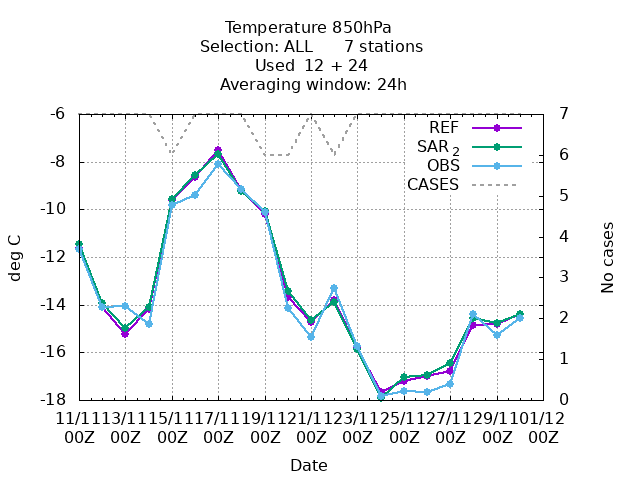 Temperature 850hPa
Selection: ALL 7 stations
Used 12 + 24
Averaging window: 24h
REF
SAR 2
OBS
CASES
-6
-8
-10
-12
-14
-16
-18
7
6
5
4
3
2
1
0
deg C
No cases
11/11 13/11 15/11 17/11 19/11 21/11 23/11 25/11 27/11 29/11 01/12
00Z 00Z 00Z 00Z 00Z 00Z 00Z 00Z 00Z 00Z 00Z
Date